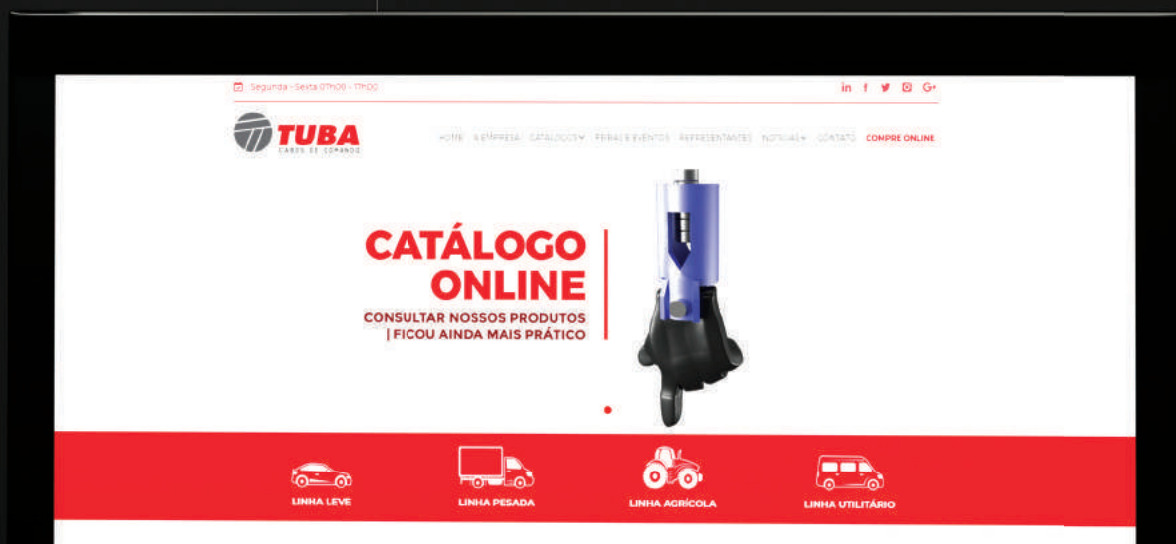 Segunda - Sexta 07h00 - 17h00
in f G+
TUBA
CABOS DE COMANDO
HOME A EMPRESA CATÁLOGOS FEIRAS E EVENTOS REPRESENTANTES NOTÍCIAS CONTATO COMPRE ONLINE
CATÁLOGO
ONLINE
CONSULTAR NOSSOS PRODUTOS
| FICOU AINDA MAIS PRÁTICO
LINHA LEVE LINHA PESADA LINHA AGRÍCOLA LINHA UTILITÁRIO